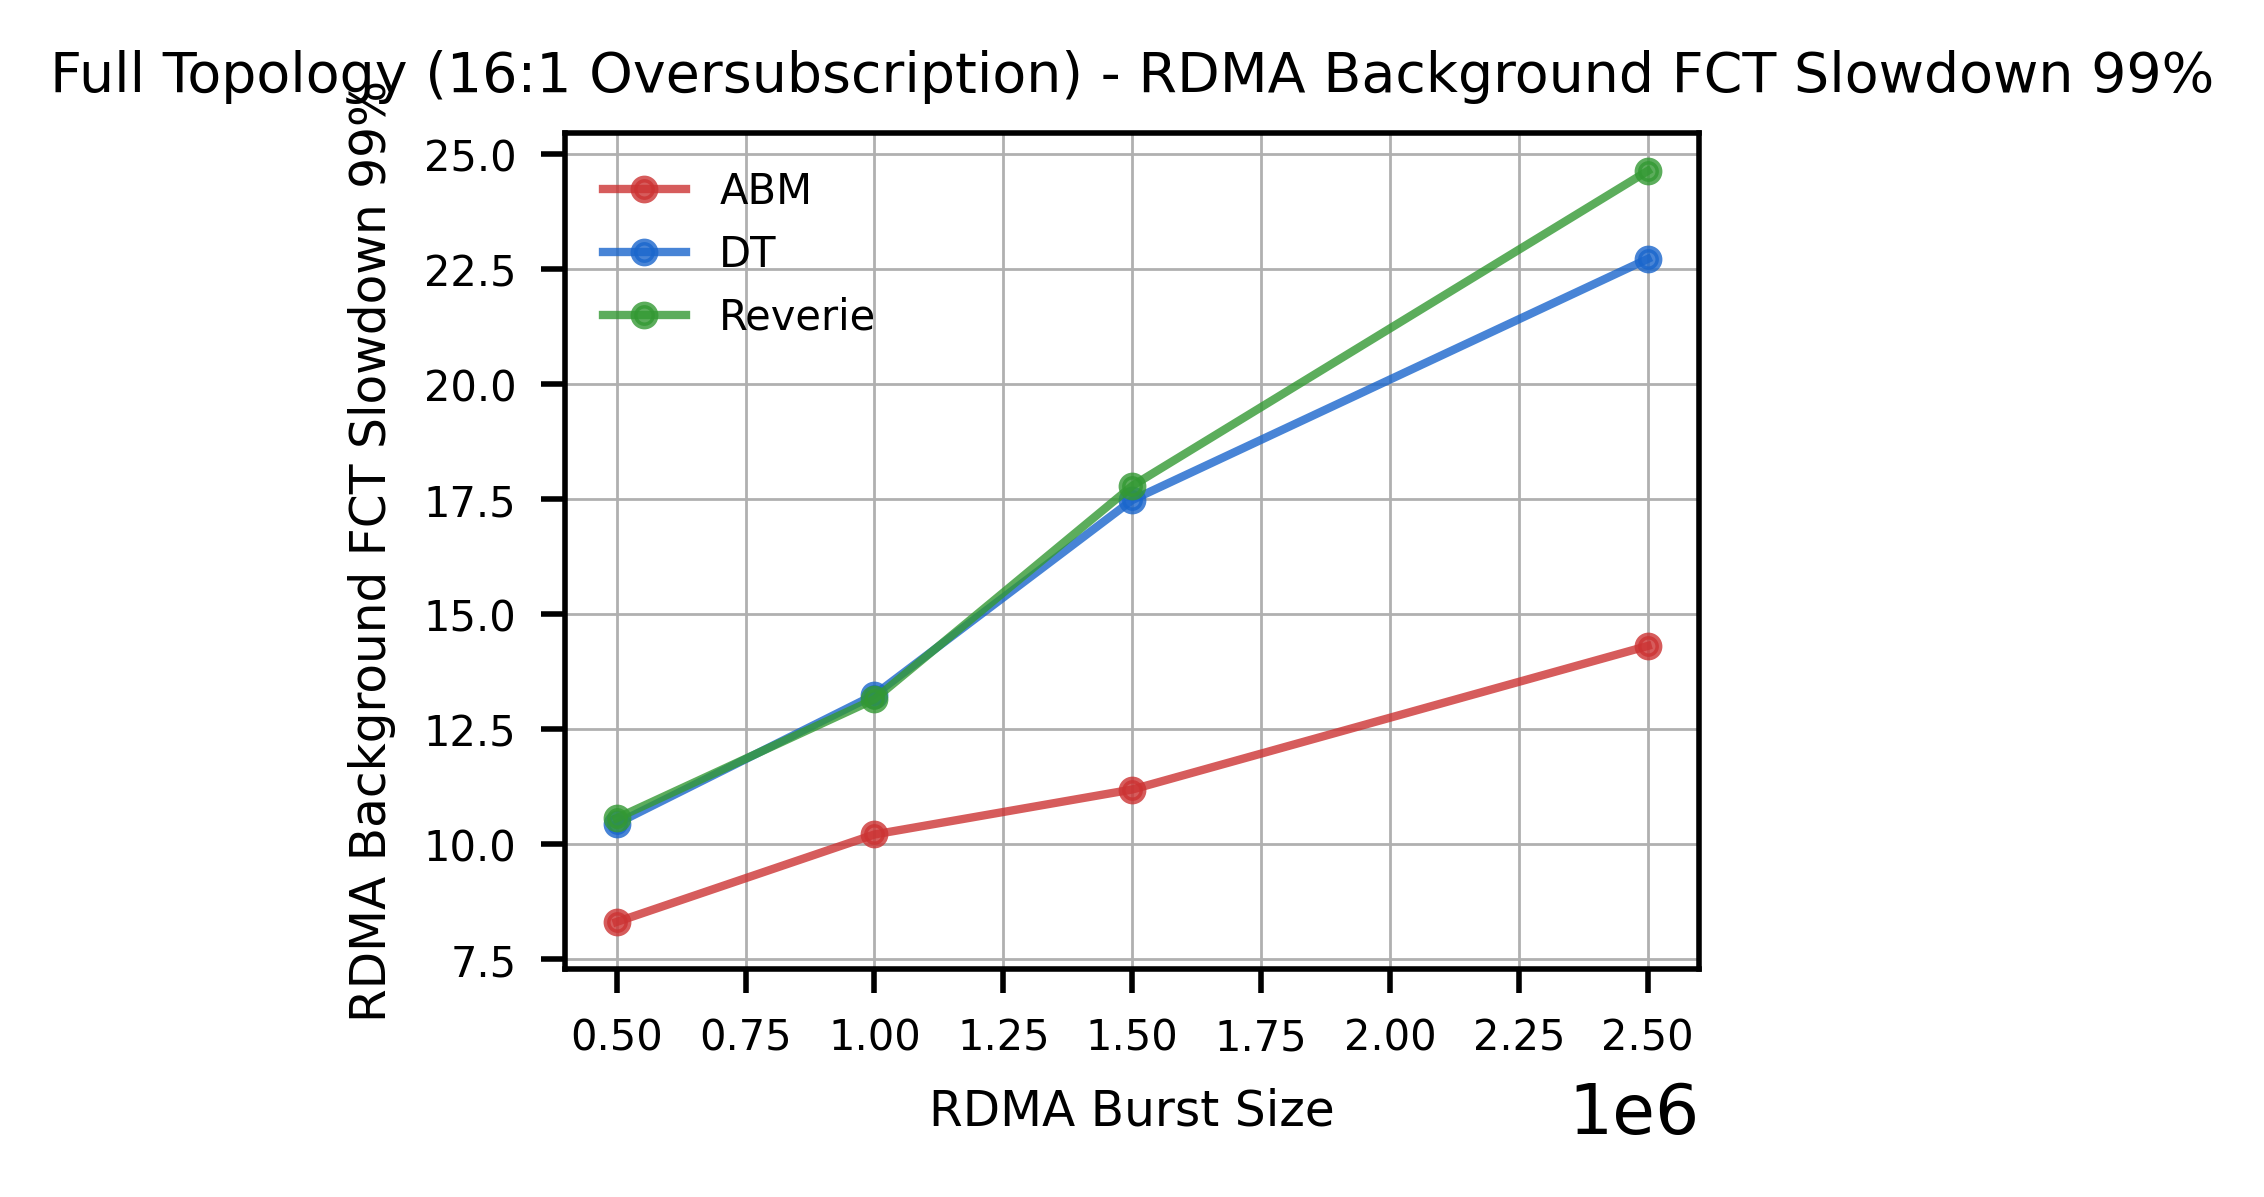 Full Topology (16:1 Oversubscription) - RDMA Background FCT Slowdown 99%
RDMA Background FCT Slowdown 99%
25.0
22.5
20.0
17.5
15.0
12.5
10.0
7.5
ABM
DT
Reverie
0.50 0.75 1.00 1.25 1.50 1.75 2.00 2.25 2.50
RDMA Burst Size
1e6